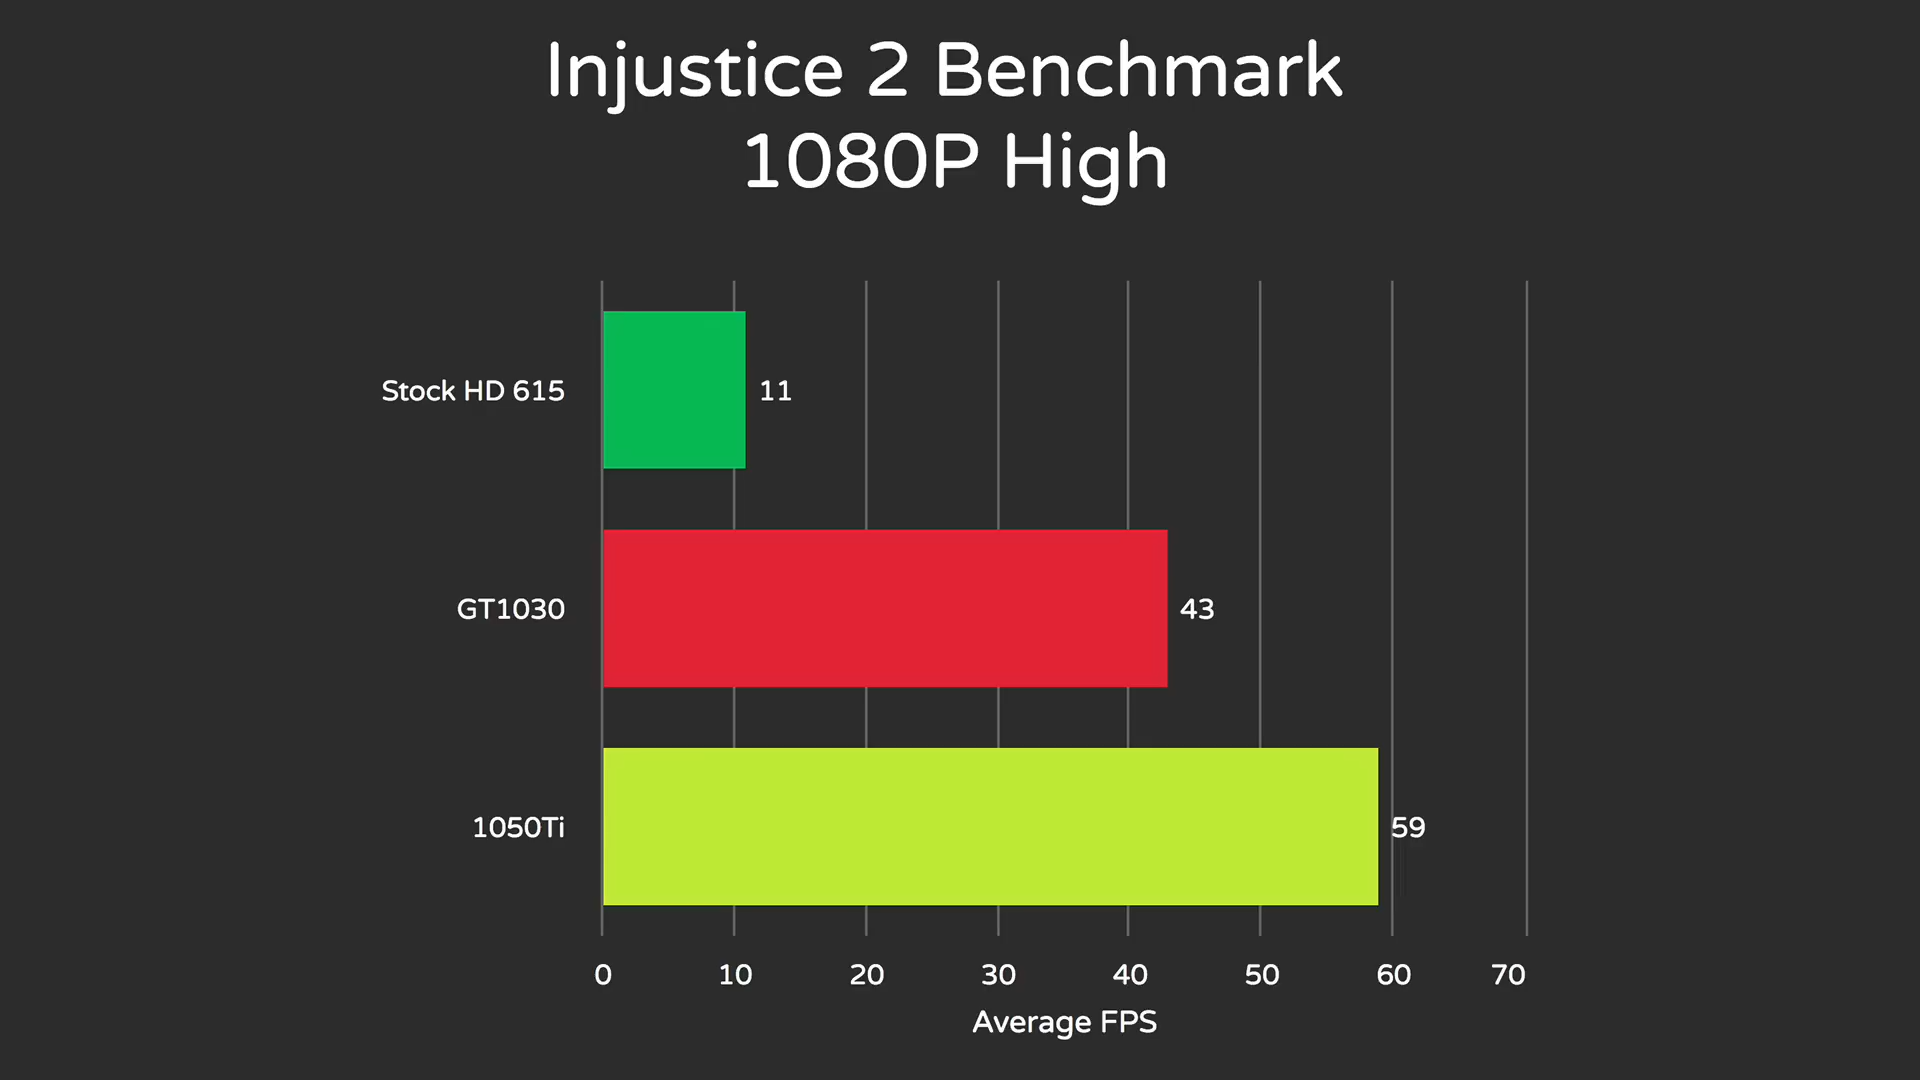 Injustice 2 Benchmark
1080P High
Stock HD 615
11
GT1030
43
1050Ti
59
0 10 20 30 40 50 60 70
Average FPS